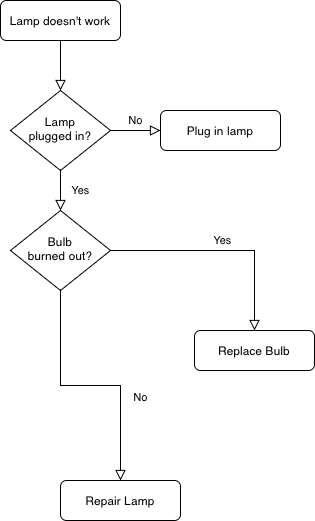 Lamp doesn't work
Lamp
plugged in?
No
Plug in lamp
Yes
Bulb
burned out?
Yes
Replace Bulb
No
Repair Lamp